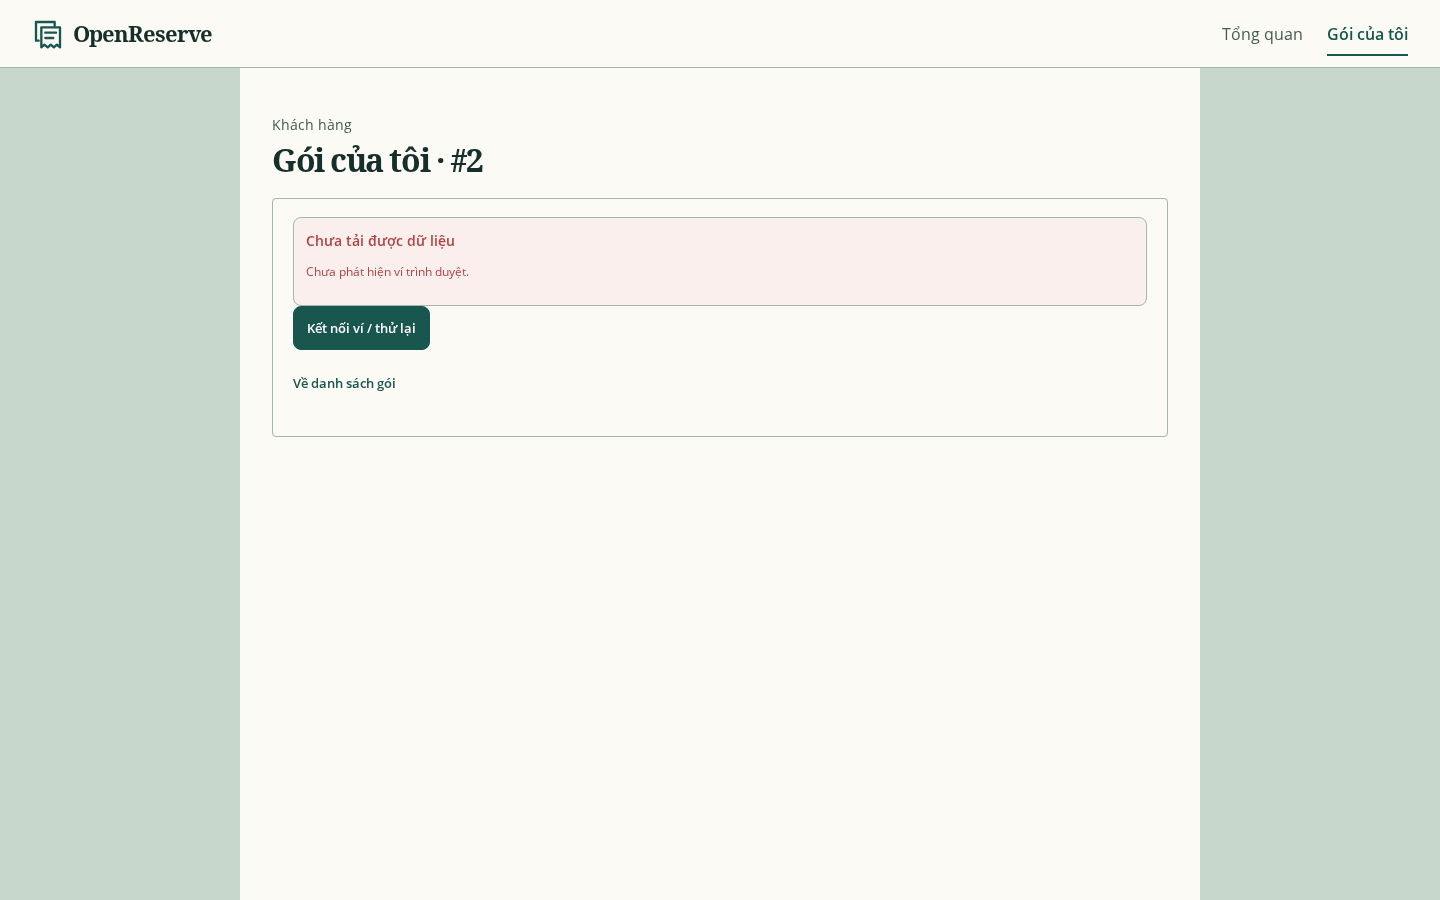 OpenReserve
Tổng quan
Gói của tôi
Khách hàng
Gói của tôi · #2
Chưa tải được dữ liệu
Chưa phát hiện ví trình duyệt.
Kết nối ví / thử lại
Về danh sách gói